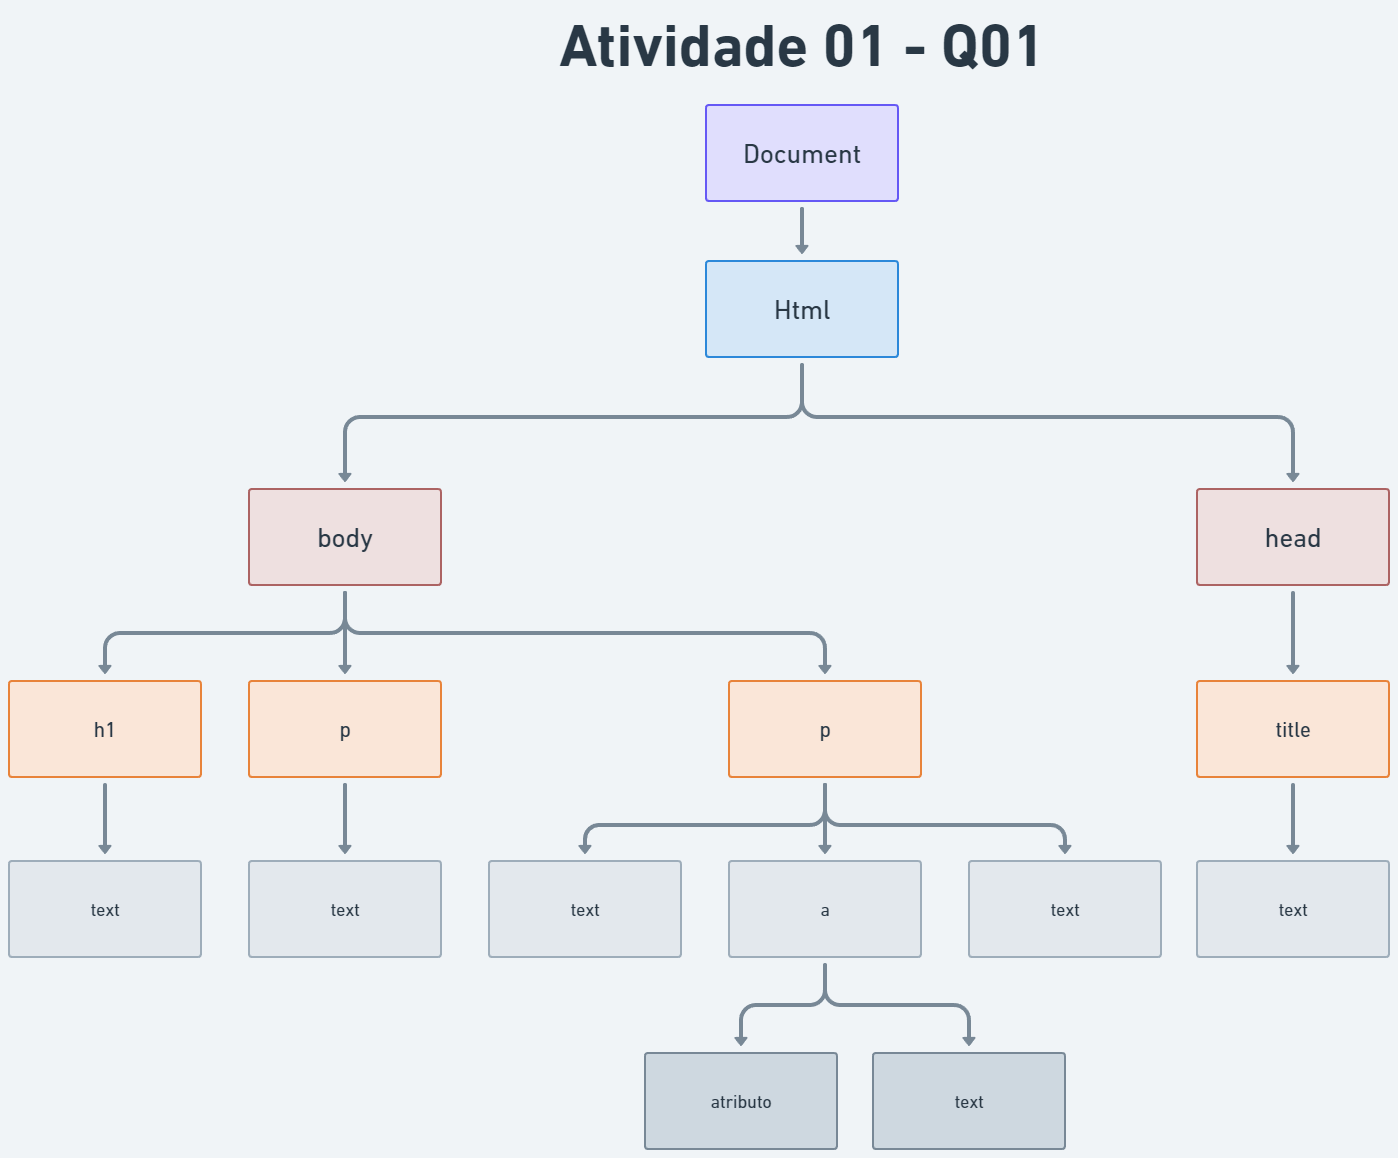 Atividade 01 - Q01
Document
Html
body
head
h1
p
p
title
text
text
text
a
text
text
atributo
text